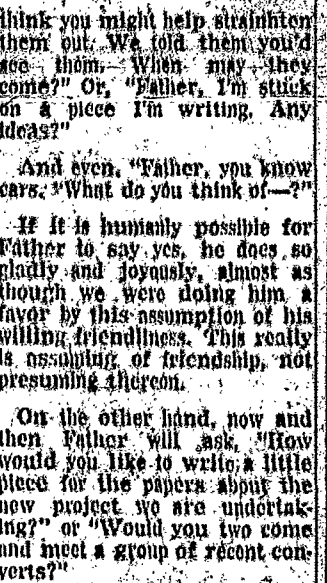 think you might help strainhten
them out. We told them you'd
see them. When may they
come?" Or, "Father, I'm stuck
on a piece I'm writing. Any
ideas?"
And even, "Father, you know
cars. What do you think of—?"
If it is humanly possible for
Father to say yes, he does so
gladly and joyously, almost as
though we were doing him a
favor by this assumption of his
willing friendliness. This really
is assuming of friendship, not
presuming thereon.
On the other hand, now and
then Father will ask, "How
would you like to write a little
piece for the papers about the
new project we are undertak-
ing?" or "Would you two come
and meet a group of recent con-
verts?"